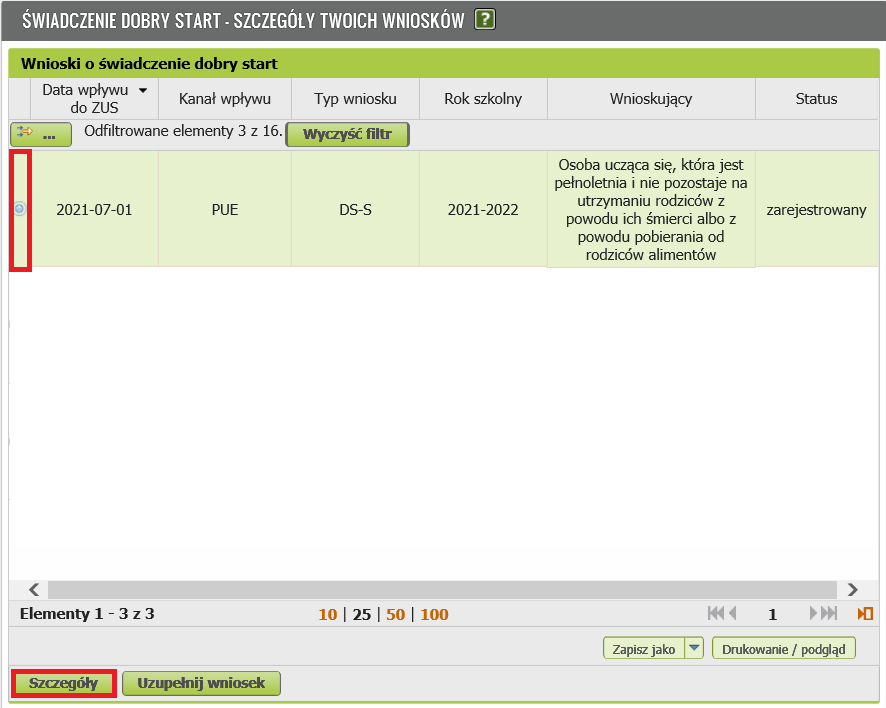 ŚWIADCZENIE DOBRY START - SZCZEGÓŁY TWOICH WNIOSKÓW ?
Wnioski o świadczenie dobry start
Data wpływu do ZUS Kanał wpływu Typ wniosku Rok szkolny Wnioskujący Status
... Odfiltrowane elementy 3 z 16. Wyczyść filtr
Osoba ucząca się, która jest
pełnoletnia i nie pozostaje na
utrzymaniu rodziców z
2021-07-01 PUE DS-S 2021-2022 powodu ich śmierci albo z zarejestrowany
powodu pobierania od
rodziców alimentów
Elementy 1 - 3 z 3 10 | 25 | 50 | 100 1
Zapisz jako Drukowanie / podgląd
Szczegóły Uzupełnij wniosek